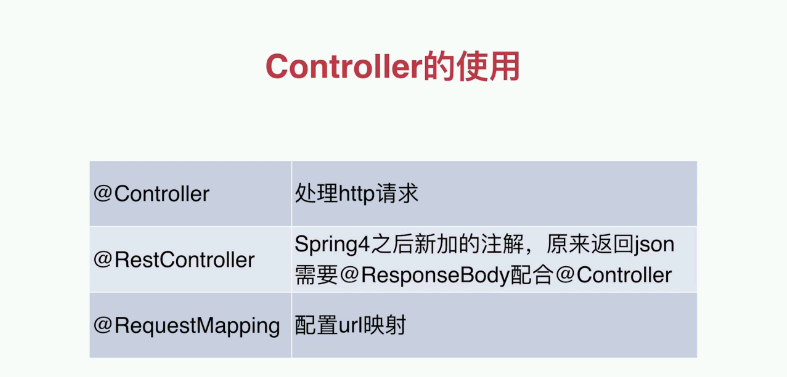 Controller的使用
@Controller
处理http请求
@RestController
Spring4之后新加的注解，原来返回json
需要@ResponseBody配合@Controller
@RequestMapping
配置url映射